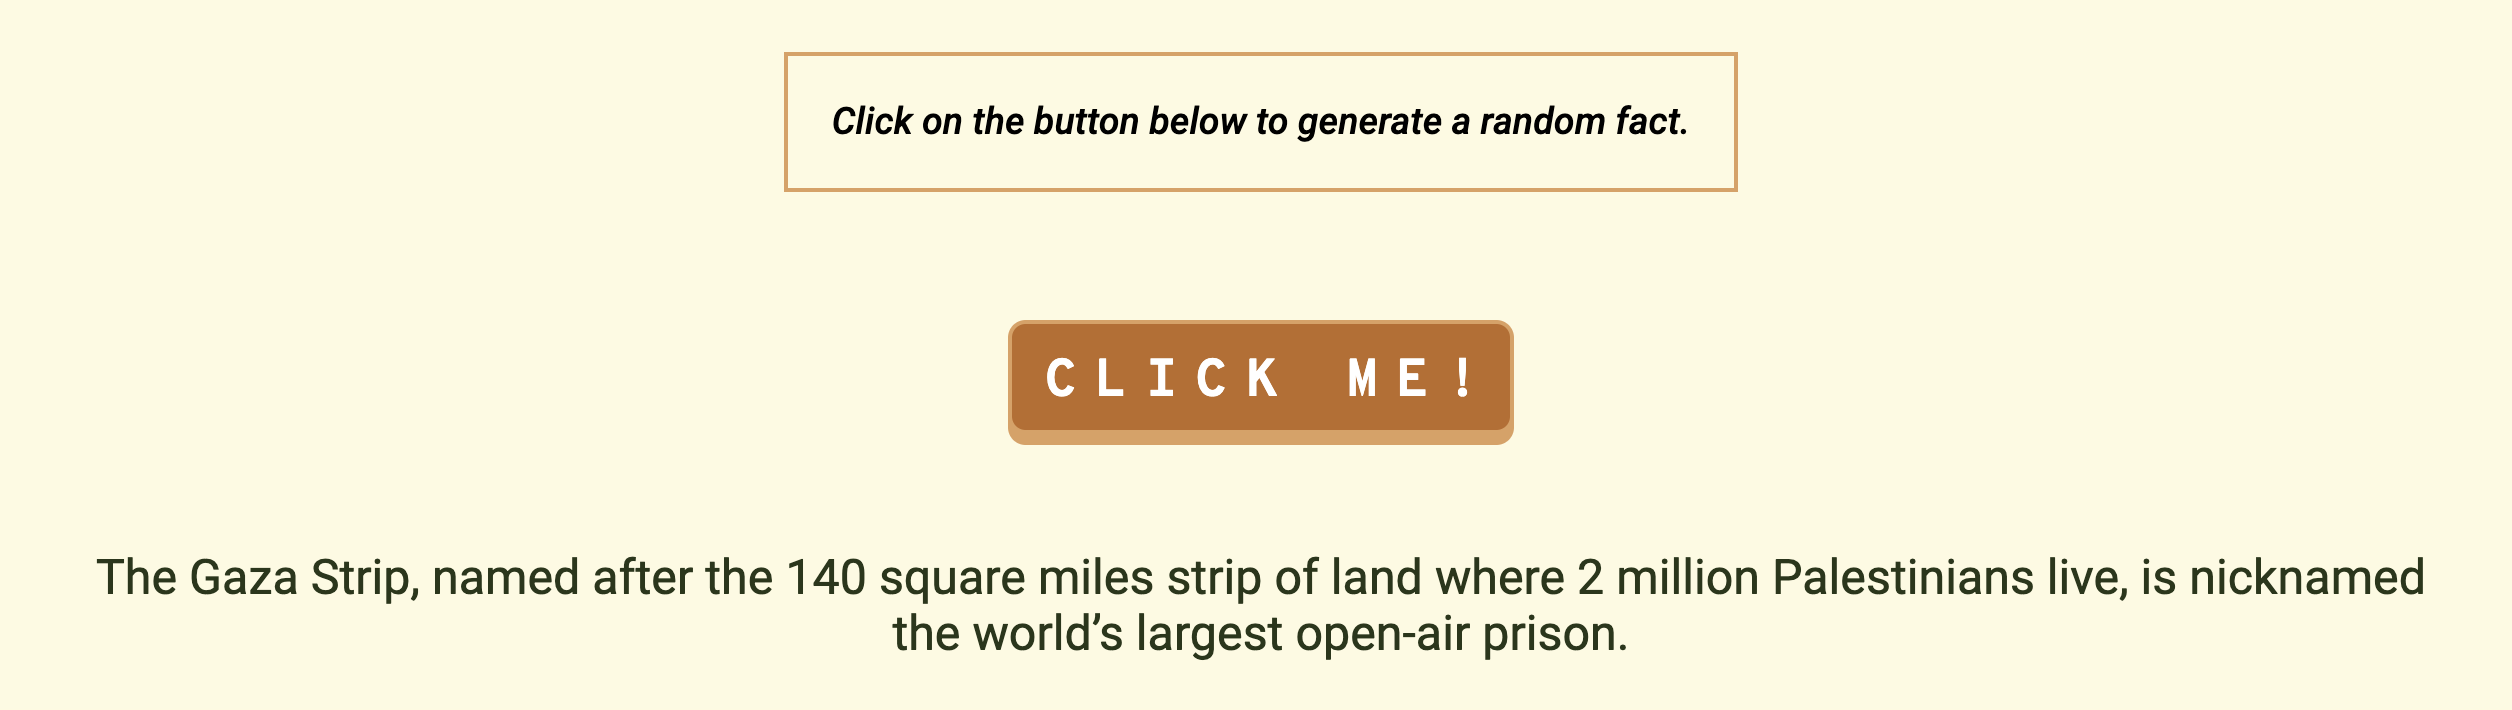 Click on the button below to generate a random fact.
CLICK ME!
The Gaza Strip, named after the 140 square miles strip of land where 2 million Palestinians live, is nicknamed
the world’s largest open-air prison.